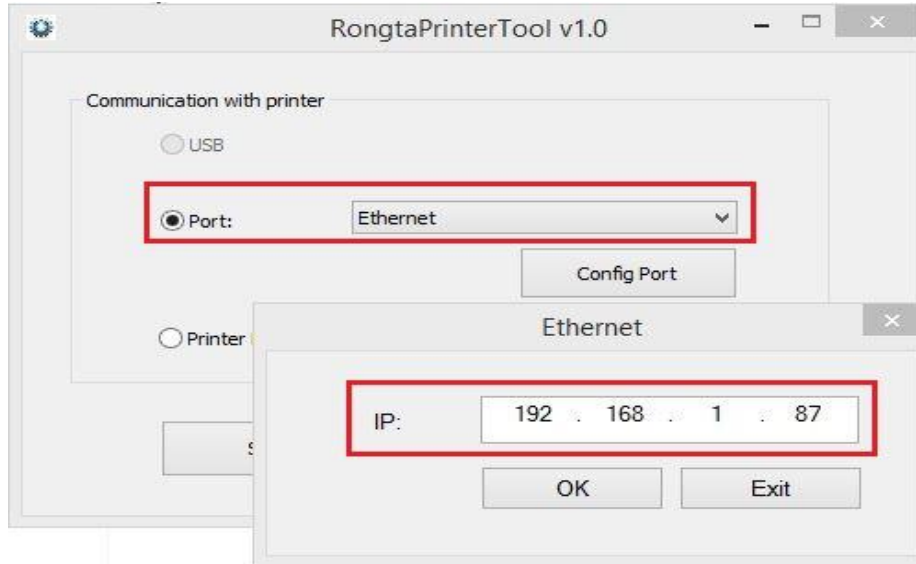 RongtaPrinterTool v1.0
Communication with printer
USB
Port: Ethernet
Config Port
Printer
Ethernet
IP: 192 . 168 . 1 . 87
OK Exit